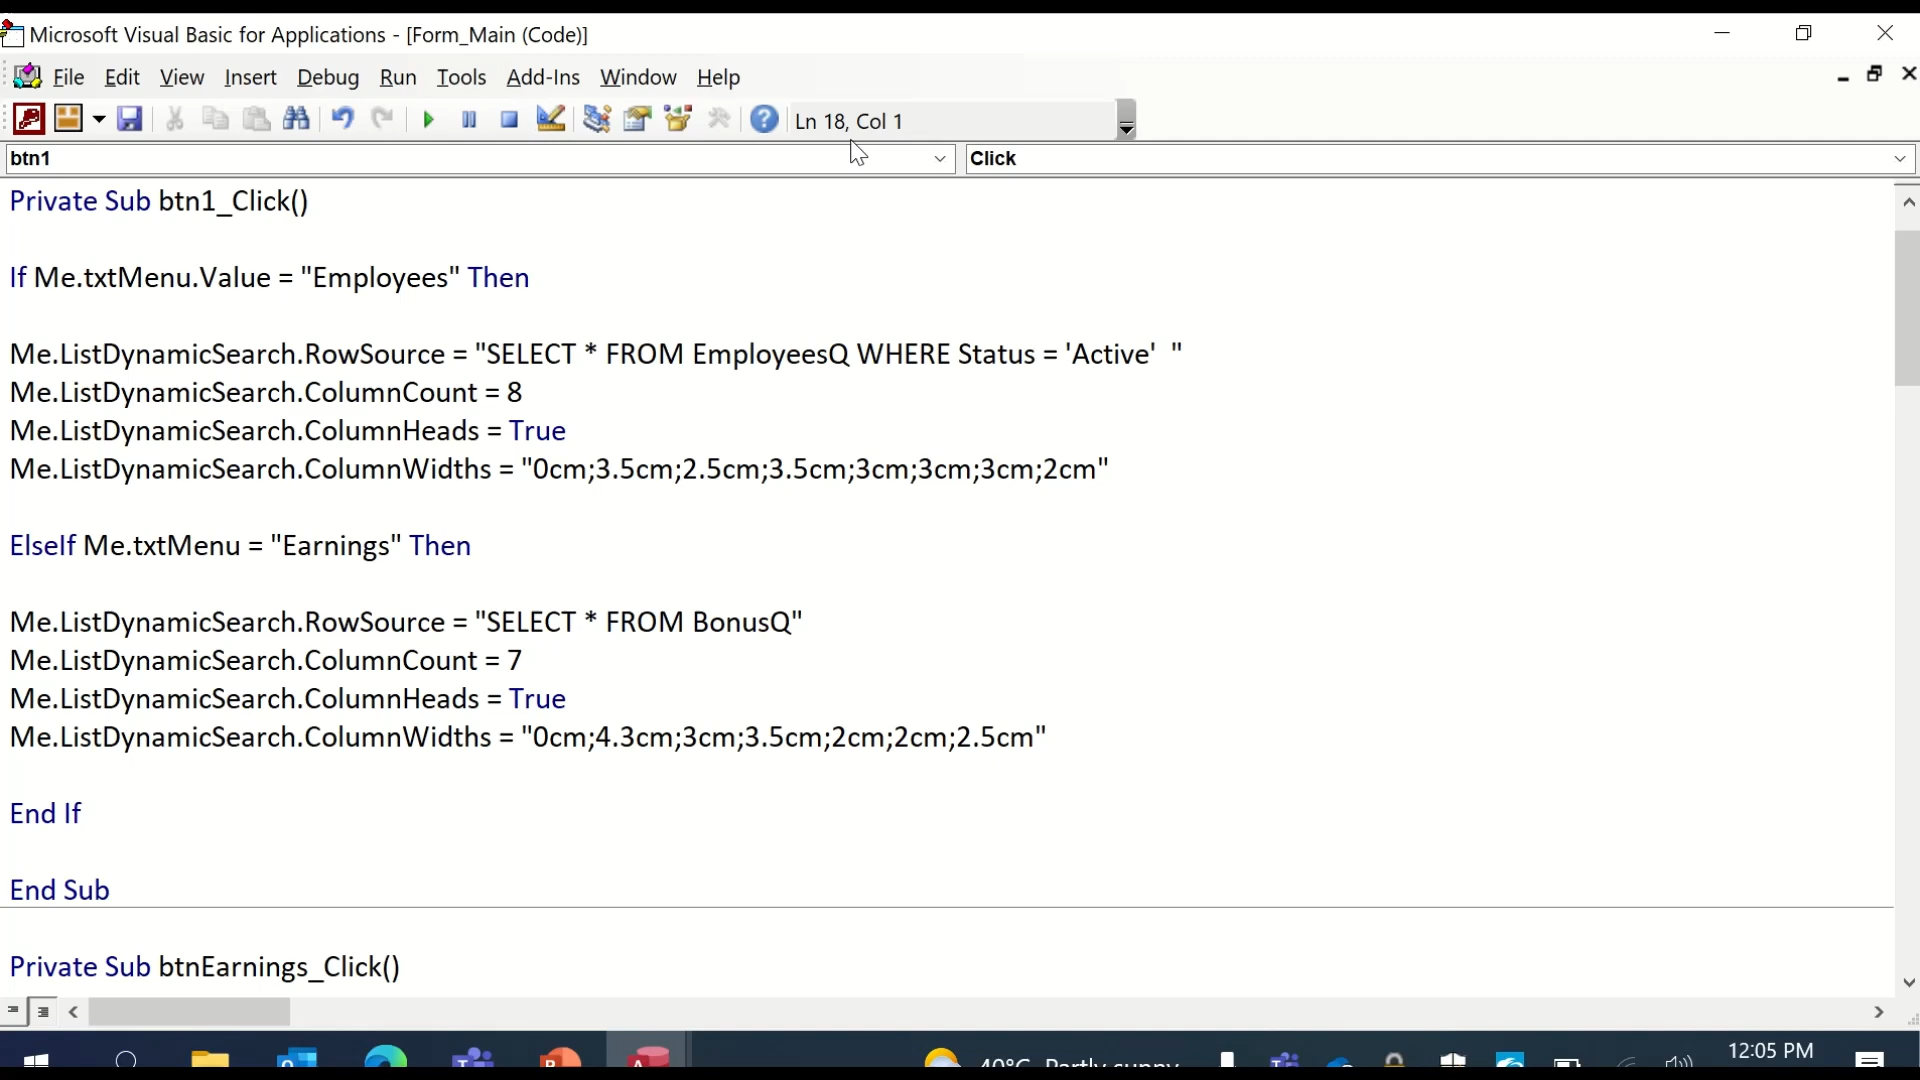 Microsoft Visual Basic for Applications - [Form_Main (Code)]
File Edit View Insert Debug Run Tools Add-Ins Window Help
Ln 18, Col 1
btn1 Click
Private Sub btn1_Click()
If Me.txtMenu.Value = "Employees" Then
Me.ListDynamicSearch.RowSource = "SELECT * FROM EmployeesQ WHERE Status = 'Active'  "
Me.ListDynamicSearch.ColumnCount = 8
Me.ListDynamicSearch.ColumnHeads = True
Me.ListDynamicSearch.ColumnWidths = "0cm;3.5cm;2.5cm;3.5cm;3cm;3cm;3cm;2cm"
ElseIf Me.txtMenu = "Earnings" Then
Me.ListDynamicSearch.RowSource = "SELECT * FROM BonusQ"
Me.ListDynamicSearch.ColumnCount = 7
Me.ListDynamicSearch.ColumnHeads = True
Me.ListDynamicSearch.ColumnWidths = "0cm;4.3cm;3cm;3.5cm;2cm;2cm;2.5cm"
End If
End Sub
Private Sub btnEarnings_Click()
40°C Partly sunny 12:05 PM